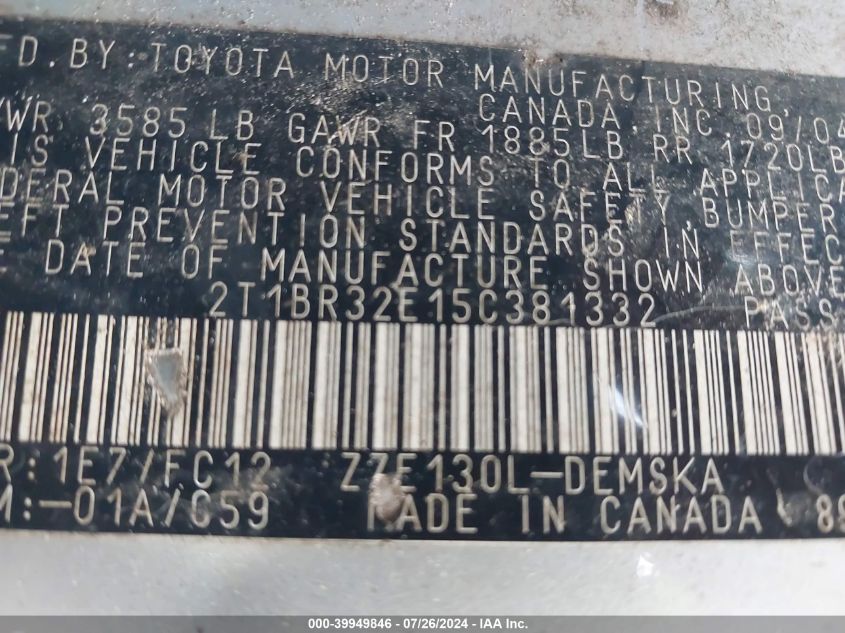 FD. BY: TOYOTA MOTOR MANUFACTURING,
CANADA, INC. 09/04
VWR 3585 LB GAWR FR 1885LB RR 1720LB
IS VEHICLE CONFORMS TO ALL APPLICA
DERAL MOTOR VEHICLE SAFETY, BUMPER
EFT PREVENTION STANDARDS IN EFFEC
E DATE OF MANUFACTURE SHOWN ABOVE
2T1BR32E15C381332 PASS
R: 1E7/FC12 ZZE130L-DEMSKA
M:-01A/C59 MADE IN CANADA 89
000-39949846 / 07/26/2024 - IAA Inc.